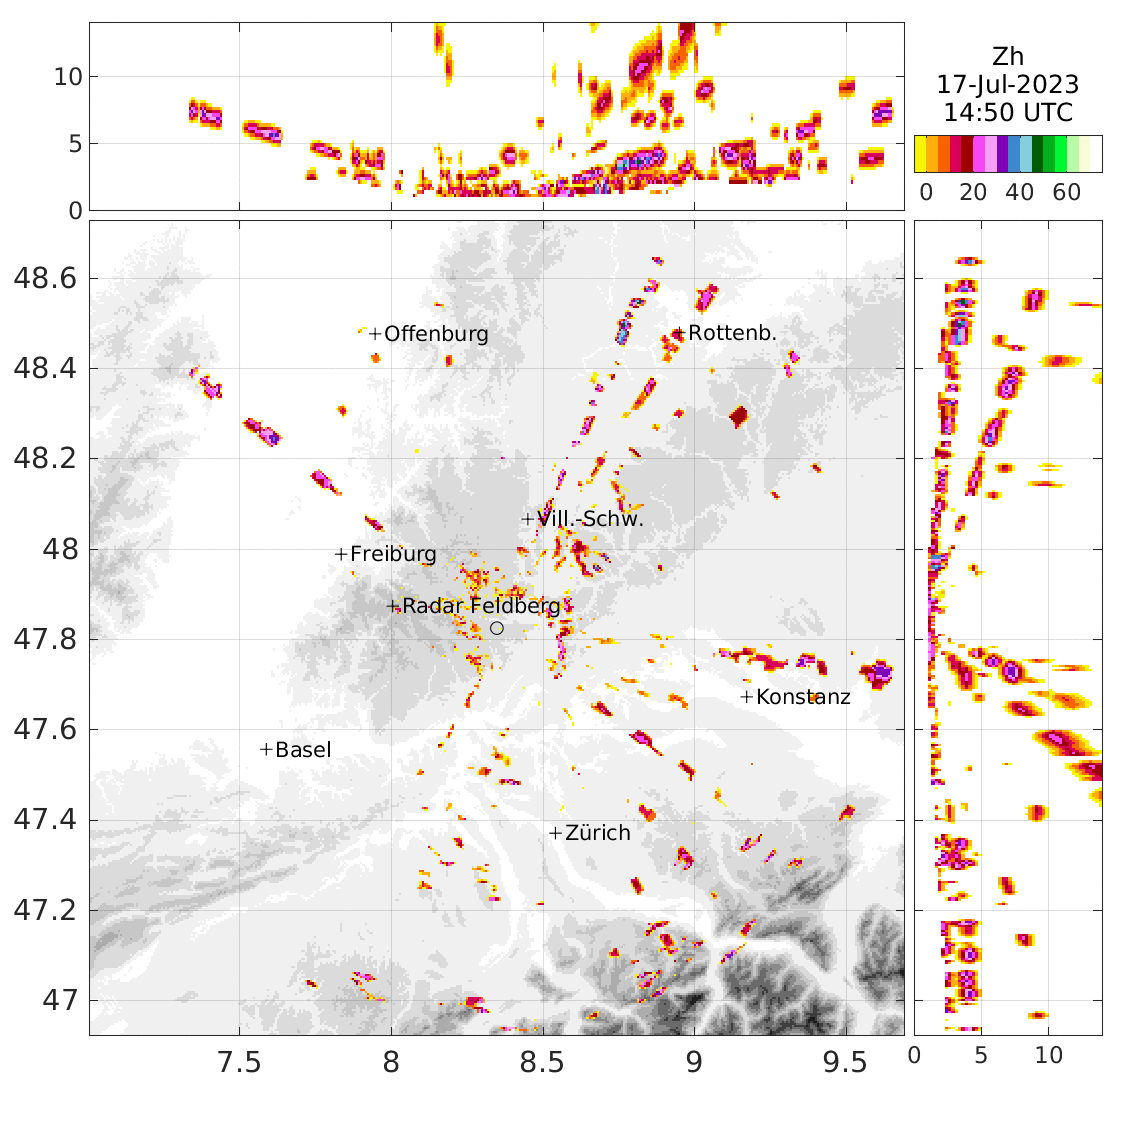 Zh
17-Jul-2023
14:50 UTC
0 20 40 60
10
5
0
48.6
48.4
48.2
48
47.8
47.6
47.4
47.2
47
+Offenburg
+Rottenb.
+Vill.-Schw.
+Freiburg
+Radar Feldberg
+Konstanz
+Basel
+Zürich
7.5 8 8.5 9 9.5
0 5 10